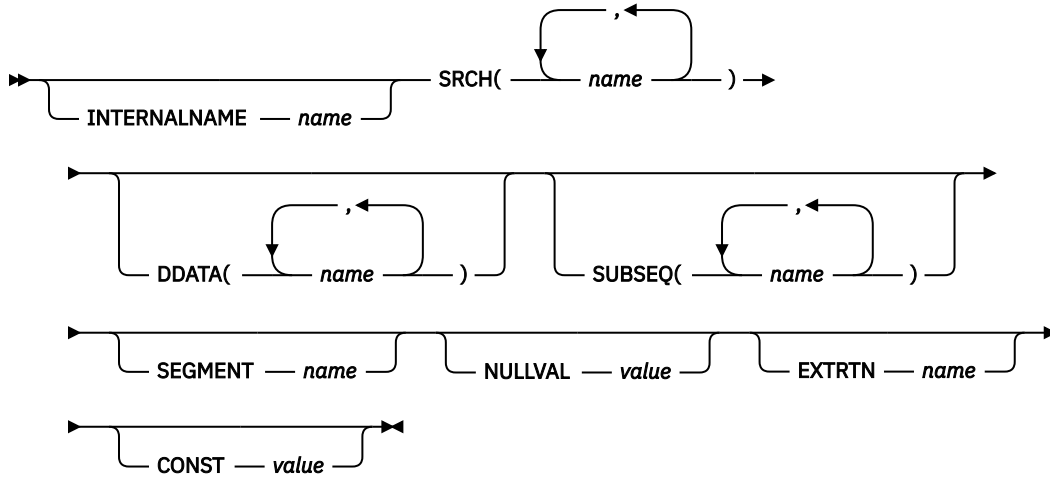 ,
SRCH( name )
INTERNALNAME name
, ,
DDATA( name ) SUBSEQ( name )
SEGMENT name NULLVAL value EXTRTN name
CONST value